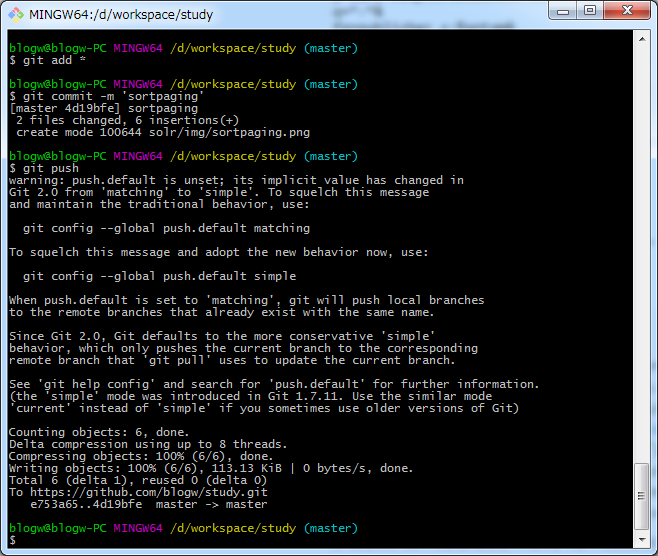 MINGW64:/d/workspace/study
blogw@blogw-PC MINGW64 /d/workspace/study (master)
$ git add *
blogw@blogw-PC MINGW64 /d/workspace/study (master)
$ git commit -m 'sortpaging'
[master 4d19bfe] sortpaging
 2 files changed, 6 insertions(+)
 create mode 100644 solr/img/sortpaging.png
blogw@blogw-PC MINGW64 /d/workspace/study (master)
$ git push
warning: push.default is unset; its implicit value has changed in
Git 2.0 from 'matching' to 'simple'. To squelch this message
and maintain the traditional behavior, use:
  git config --global push.default matching
To squelch this message and adopt the new behavior now, use:
  git config --global push.default simple
When push.default is set to 'matching', git will push local branches
to the remote branches that already exist with the same name.
Since Git 2.0, Git defaults to the more conservative 'simple'
behavior, which only pushes the current branch to the corresponding
remote branch that 'git pull' uses to update the current branch.
See 'git help config' and search for 'push.default' for further information.
(the 'simple' mode was introduced in Git 1.7.11. Use the similar mode
'current' instead of 'simple' if you sometimes use older versions of Git)
Counting objects: 6, done.
Delta compression using up to 8 threads.
Compressing objects: 100% (6/6), done.
Writing objects: 100% (6/6), 113.13 KiB | 0 bytes/s, done.
Total 6 (delta 1), reused 0 (delta 0)
To https://github.com/blogw/study.git
   e753a65..4d19bfe  master -> master
blogw@blogw-PC MINGW64 /d/workspace/study (master)
$